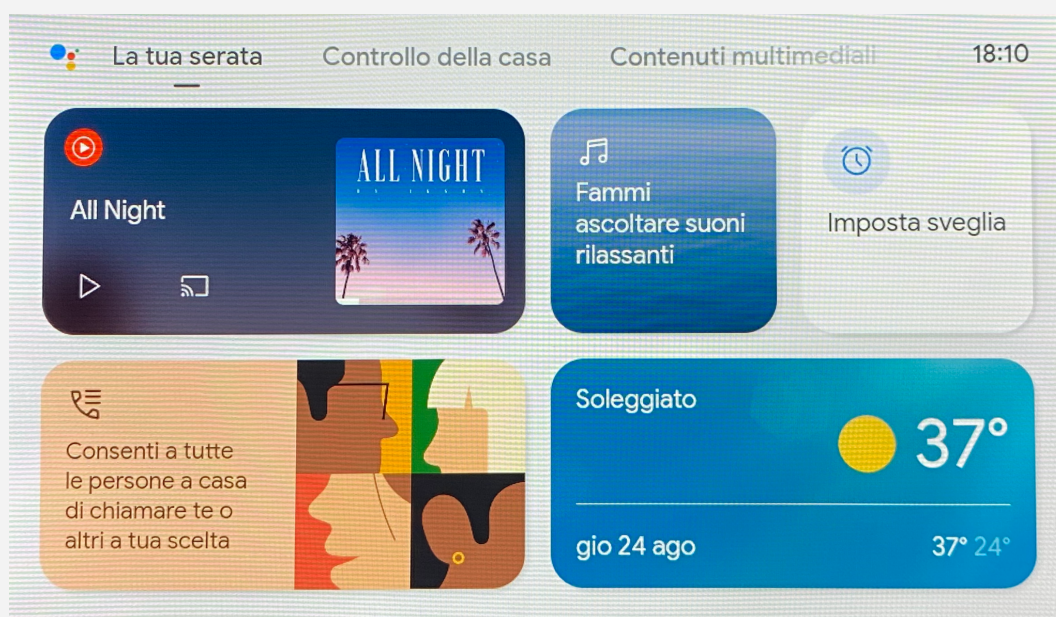 La tua serata
Controllo della casa
Contenuti multimediali
18:10
All Night
ALL NIGHT
Fammi
ascoltare suoni
rilassanti
Imposta sveglia
Consenti a tutte
le persone a casa
di chiamare te o
altri a tua scelta
Soleggiato
37°
gio 24 ago
37° 24°